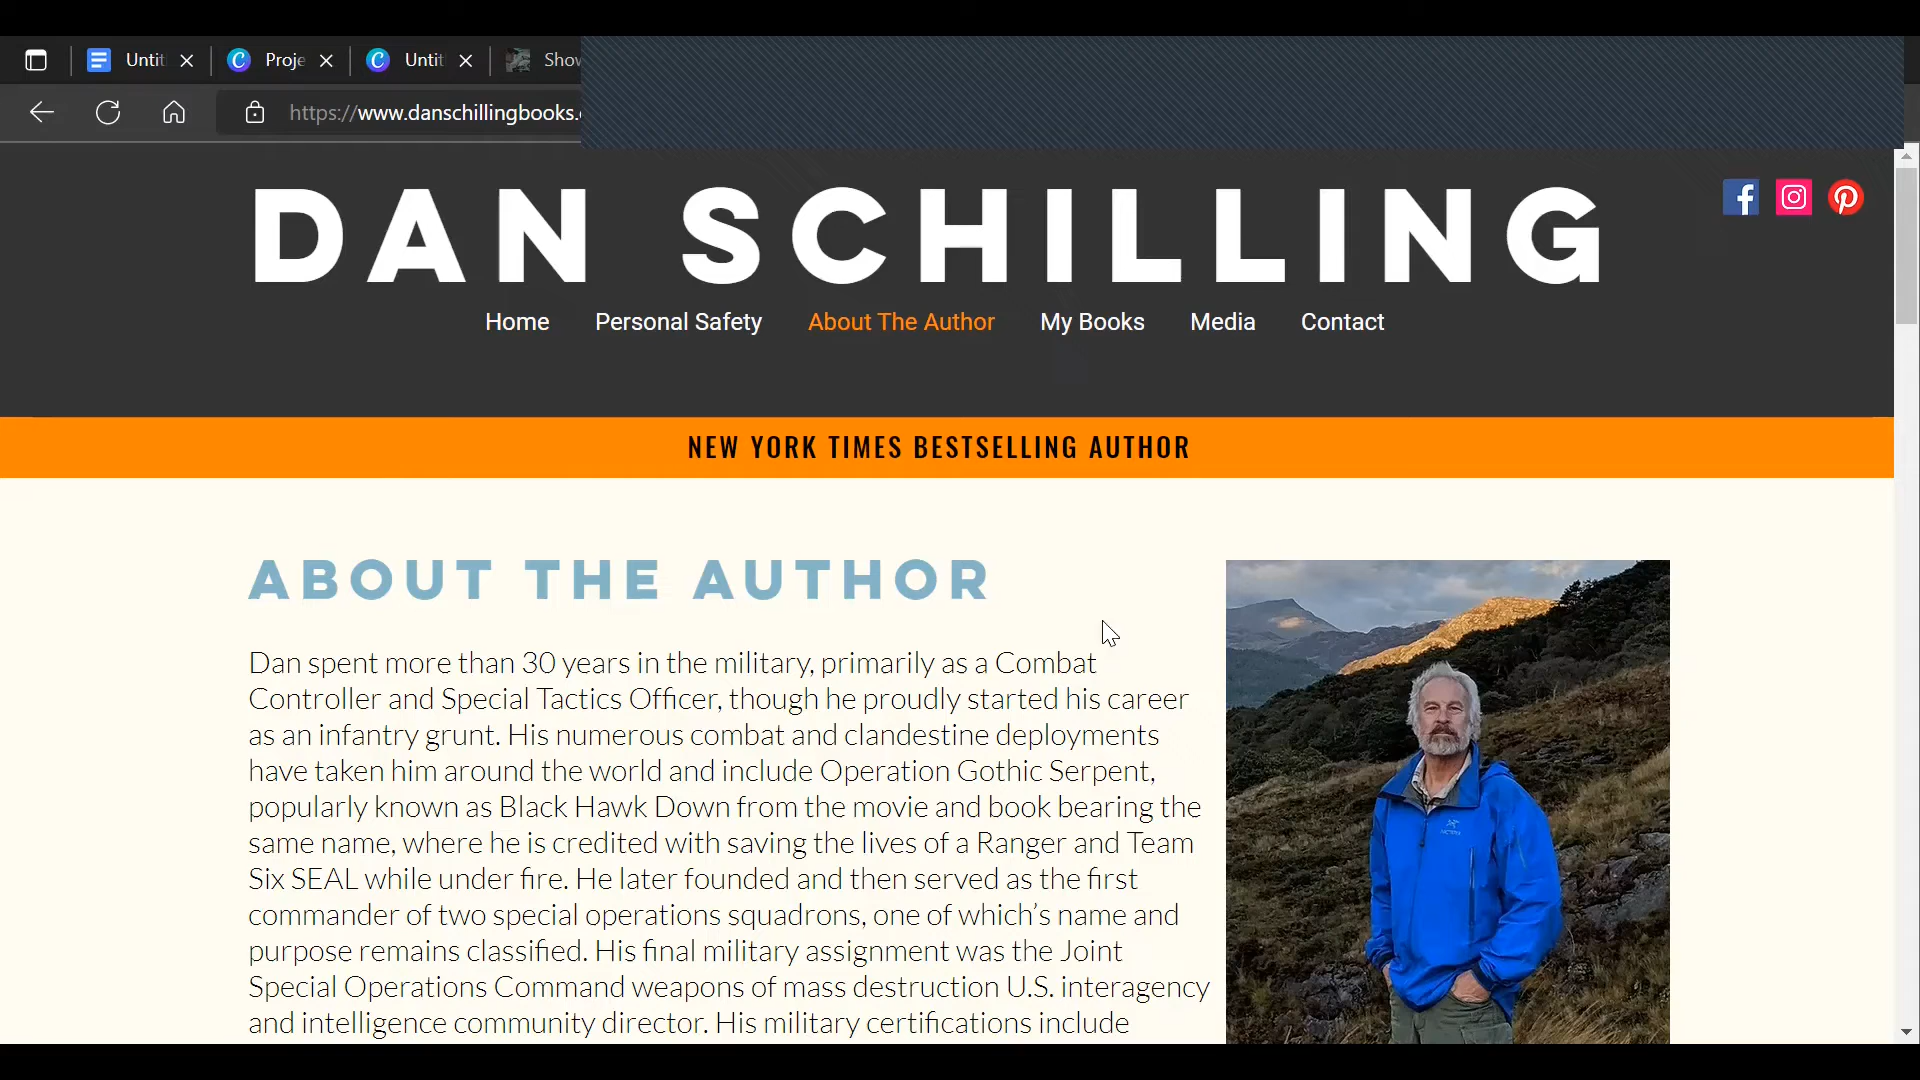 Untit
Proje
Untit
Show
https://www.danschillingbooks.
DAN SCHILLING
Home Personal Safety About The Author My Books Media Contact
NEW YORK TIMES BESTSELLING AUTHOR
ABOUT THE AUTHOR
Dan spent more than 30 years in the military, primarily as a Combat
Controller and Special Tactics Officer, though he proudly started his career
as an infantry grunt. His numerous combat and clandestine deployments
have taken him around the world and include Operation Gothic Serpent,
popularly known as Black Hawk Down from the movie and book bearing the
same name, where he is credited with saving the lives of a Ranger and Team
Six SEAL while under fire. He later founded and then served as the first
commander of two special operations squadrons, one of which’s name and
purpose remains classified. His final military assignment was the Joint
Special Operations Command weapons of mass destruction U.S. interagency
and intelligence community director. His military certifications include